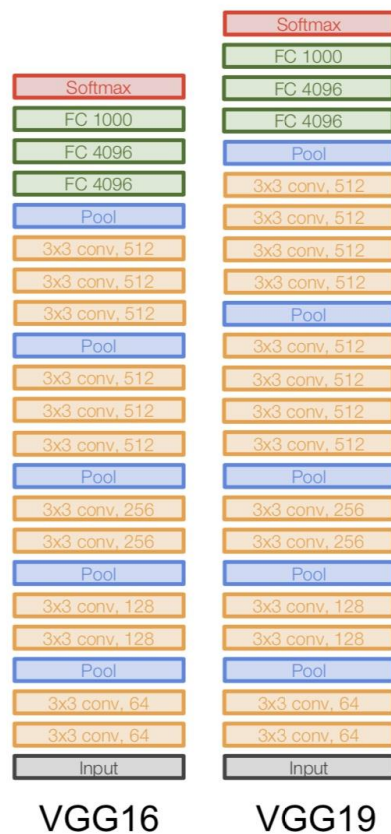 Softmax
FC 1000
FC 4096
FC 4096
Pool
3x3 conv, 512
3x3 conv, 512
3x3 conv, 512
Pool
3x3 conv, 512
3x3 conv, 512
3x3 conv, 512
Pool
3x3 conv, 256
3x3 conv, 256
Pool
3x3 conv, 128
3x3 conv, 128
Pool
3x3 conv, 64
3x3 conv, 64
Input
VGG16
Softmax
FC 1000
FC 4096
FC 4096
Pool
3x3 conv, 512
3x3 conv, 512
3x3 conv, 512
3x3 conv, 512
Pool
3x3 conv, 512
3x3 conv, 512
3x3 conv, 512
3x3 conv, 512
Pool
3x3 conv, 256
3x3 conv, 256
Pool
3x3 conv, 128
3x3 conv, 128
Pool
3x3 conv, 64
3x3 conv, 64
Input
VGG19